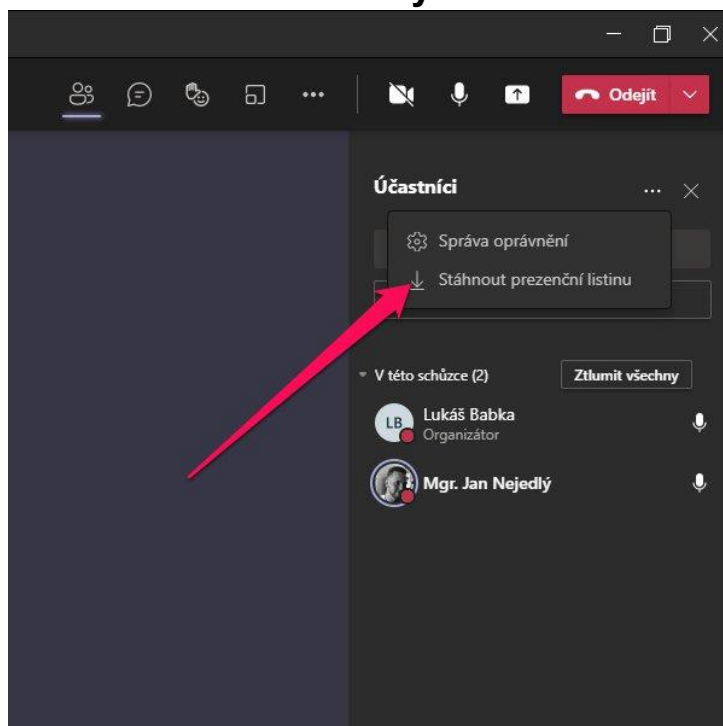 Odejít
Účastníci
Správa oprávnění
Stáhnout prezenční listinu
V této schůzce (2)
Ztlumit všechny
LB
Lukáš Babka
Organizátor
Mgr. Jan Nejedlý